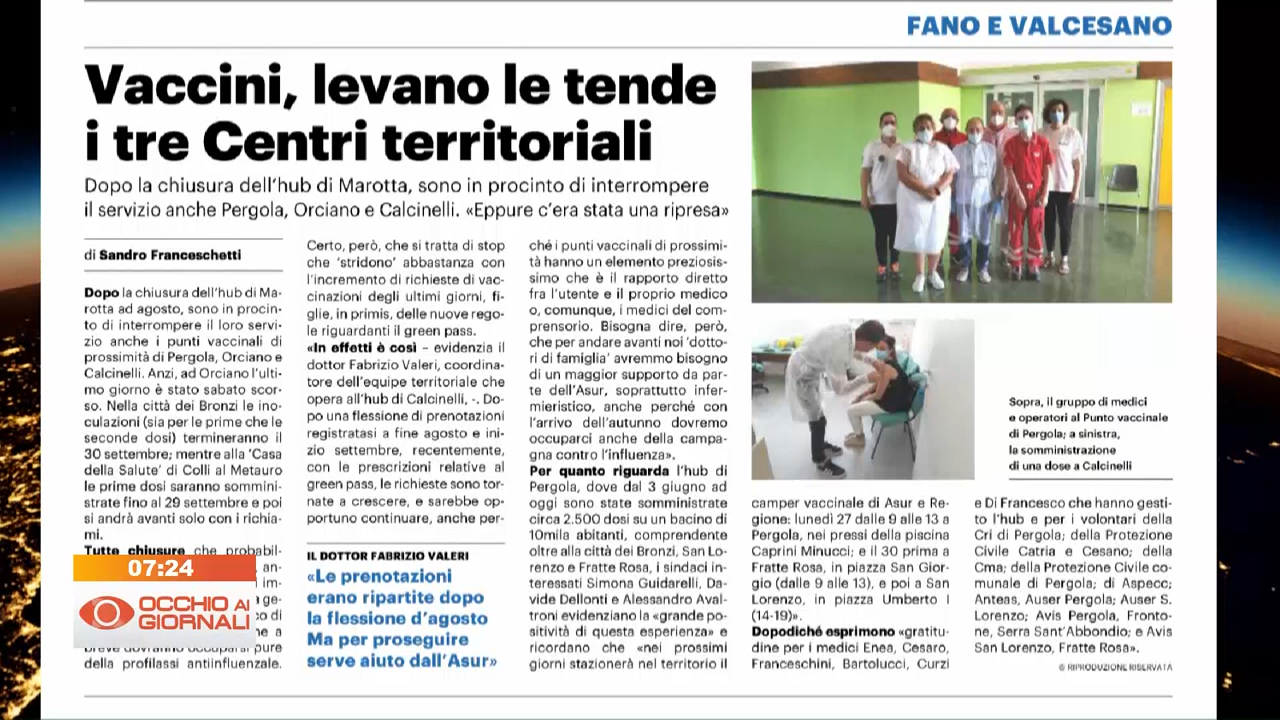 FANO E VALCESANO
Vaccini, levano le tende
i tre Centri territoriali
Dopo la chiusura dell'hub di Marotta, sono in procinto di interrompere
il servizio anche Pergola, Orciano e Calcinelli. «Eppure c'era stata una ripresa»
di Sandro Franceschetti
Dopo la chiusura dell'hub di Ma-
rotta ad agosto, sono in procin-
to di interrompere il loro servi-
zio anche i punti vaccinali di
prossimità di Pergola, Orciano e
Calcinelli. Anzi, ad Orciano l'ulti-
mo giorno è stato sabato scor-
so. Nella città dei Bronzi le ino-
culazioni (sia per le prime che le
seconde dosi) termineranno il
30 settembre; mentre alla 'Casa
della Salute' di Colli al Metauro
le prime dosi saranno sommini-
strate fino al 29 settembre e poi
si andrà avanti solo con i richia-
mi.
Tutte chiusure che probabil-
della profilassi antiinfluenzale.
Certo, però, che si tratta di stop
che 'stridono' abbastanza con
l'incremento di richieste di vac-
cinazioni degli ultimi giorni, fi-
glie, in primis, delle nuove rego-
le riguardanti il green pass.
«In effetti è così – evidenzia il
dottor Fabrizio Valeri, coordina-
tore dell'equipe territoriale che
opera all'hub di Calcinelli, -. Do-
po una flessione di prenotazioni
registratasi a fine agosto e ini-
zio settembre, recentemente,
con le prescrizioni relative al
green pass, le richieste sono tor-
nate a crescere, e sarebbe op-
portuno continuare, anche per-
IL DOTTOR FABRIZIO VALERI
«Le prenotazioni
erano ripartite dopo
la flessione d'agosto
Ma per proseguire
serve aiuto dall'Asur»
ché i punti vaccinali di prossimi-
tà hanno un elemento preziosis-
simo che è il rapporto diretto
fra l'utente e il proprio medico
o, comunque, i medici del com-
prensorio. Bisogna dire, però,
che per andare avanti noi 'dotto-
ri di famiglia' avremmo bisogno
di un maggior supporto da par-
te dell'Asur, soprattutto infer-
mieristico, anche perché con
l'arrivo dell'autunno dovremo
occuparci anche della campa-
gna contro l'influenza».
Per quanto riguarda l'hub di
Pergola, dove dal 3 giugno ad
oggi sono state somministrate
circa 2.500 dosi su un bacino di
10mila abitanti, comprendente
oltre alla città dei Bronzi, San Lo-
renzo e Fratte Rosa, i sindaci in-
teressati Simona Guidarelli, Da-
vide Dellonti e Alessandro Aval-
troni evidenziano la «grande po-
sitività di questa esperienza» e
ricordano che «nei prossimi
giorni stazionerà nel territorio il
Sopra, il gruppo di medici
e operatori al Punto vaccinale
di Pergola; a sinistra,
la somministrazione
di una dose a Calcinelli
camper vaccinale di Asur e Re-
gione: lunedì 27 dalle 9 alle 13 a
Pergola, nei pressi della piscina
Caprini Minucci; e il 30 prima a
Fratte Rosa, in piazza San Gior-
gio (dalle 9 alle 13), e poi a San
Lorenzo, in piazza Umberto I
(14-19)».
Dopodiché esprimono «gratitu-
dine per i medici Enea, Cesaro,
Franceschini, Bartolucci, Curzi
e Di Francesco che hanno gesti-
to l'hub e per i volontari della
Cri di Pergola; della Protezione
Civile Catria e Cesano; della
Cma; della Protezione Civile co-
munale di Pergola; di Aspecc;
Anteas, Auser Pergola; Auser S.
Lorenzo; Avis Pergola, Fronto-
ne, Serra Sant'Abbondio; e Avis
San Lorenzo, Fratte Rosa».
© RIPRODUZIONE RISERVATA
07:24
OCCHIO AI
GIORNALI